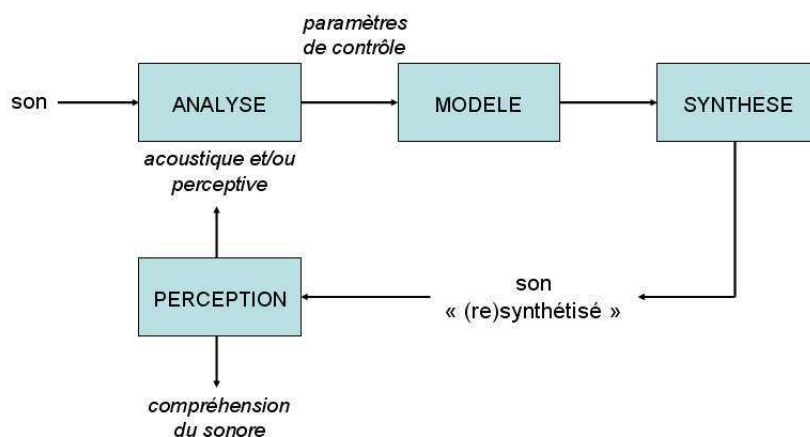 paramètres
de contrôle
son
ANALYSE
MODELE
SYNTHESE
acoustique et/ou
perceptive
PERCEPTION
son
« (re)synthétisé »
compréhension
du sonore